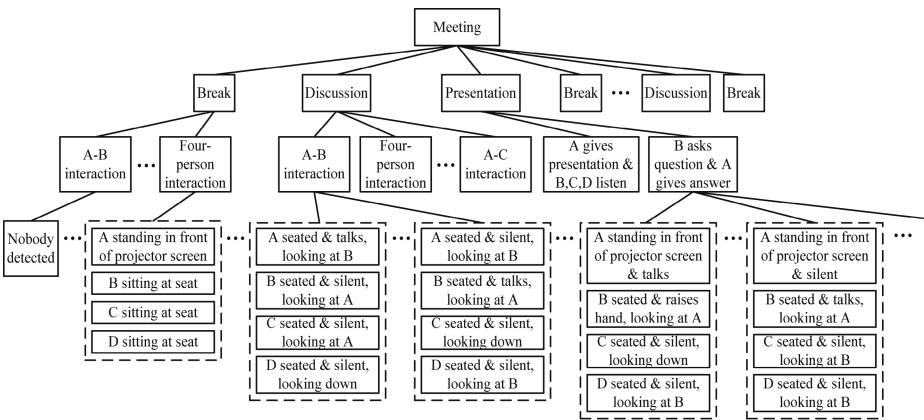 Meeting
Break
Discussion
Presentation
Break
...
Discussion
Break
A-B
interaction
...
Four-
person
interaction
A-B
interaction
Four-
person
interaction
...
A-C
interaction
A gives
presentation &
B,C,D listen
B asks
question & A
gives answer
Nobody
detected
...
A standing in front
of projector screen
B sitting at seat
C sitting at seat
D sitting at seat
...
A seated & talks,
looking at B
B seated & silent,
looking at A
C seated & silent,
looking at A
D seated & silent,
looking down
...
A seated & silent,
looking at B
B seated & talks,
looking at A
C seated & silent,
looking down
D seated & silent,
looking at B
...
A standing in front
of projector screen
& talks
B seated & raises
hand, looking at A
C seated & silent,
looking down
D seated & silent,
looking at B
...
A standing in front
of projector screen
& silent
B seated & talks,
looking at A
C seated & silent,
looking at B
D seated & silent,
looking at B
...